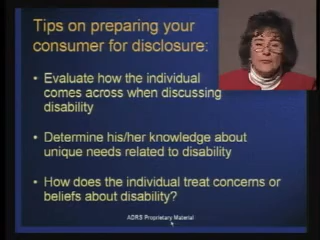 Tips on preparing your
consumer for disclosure:
• Evaluate how the individual
comes across when discussing
disability
• Determine his/her knowledge about
unique needs related to disability
• How does the individual treat concerns or
beliefs about disability?
ADRS Proprietary Material